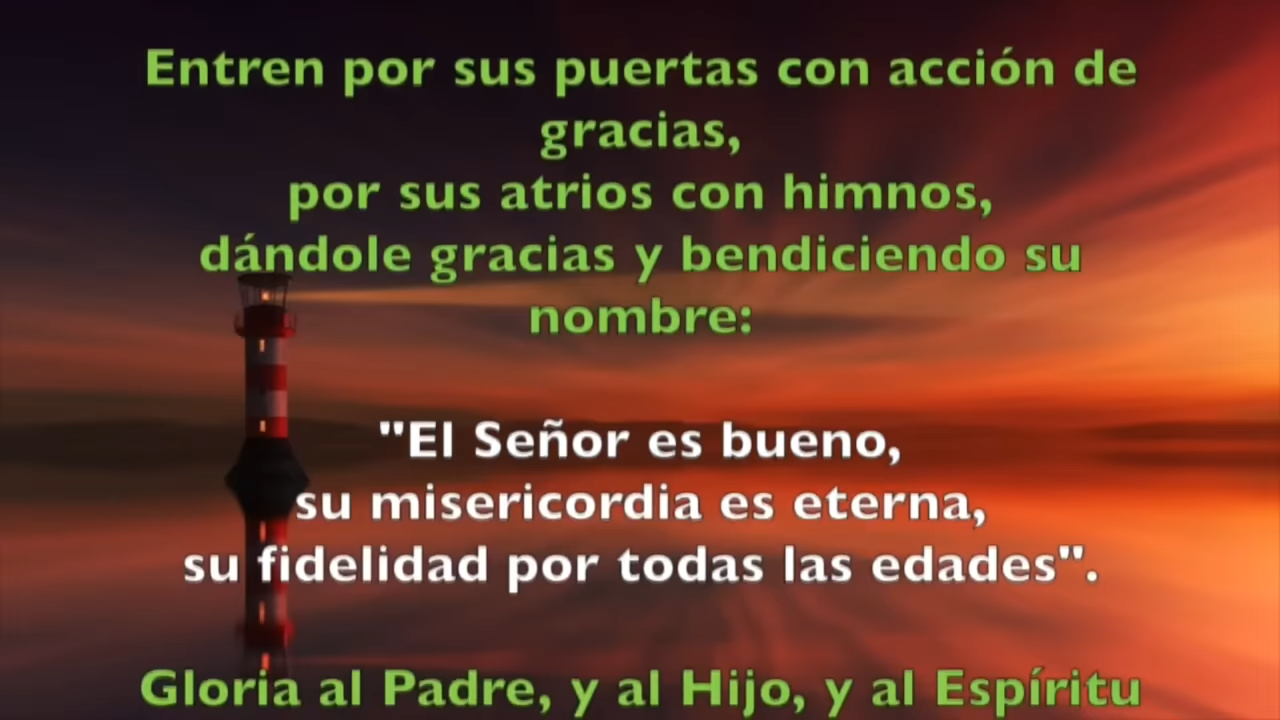 Entren por sus puertas con acción de
gracias,
por sus atrios con himnos,
dándole gracias y bendiciendo su
nombre:
"El Señor es bueno,
su misericordia es eterna,
su fidelidad por todas las edades".
Gloria al Padre, y al Hijo, y al Espíritu